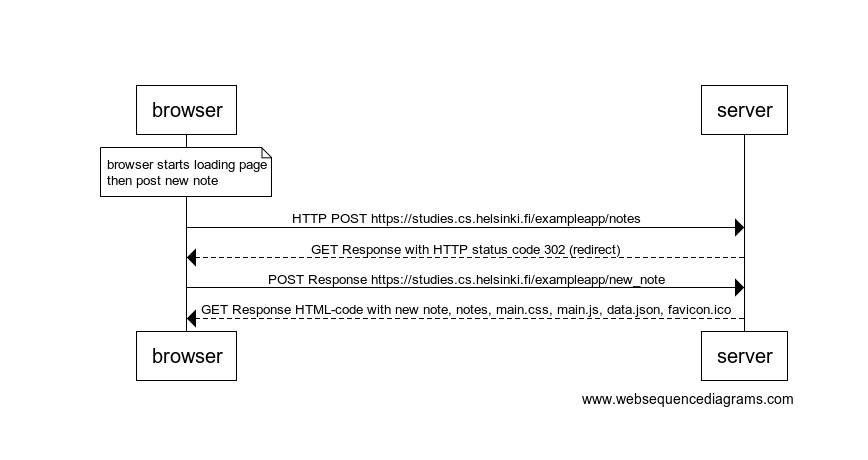 browser
server
browser starts loading page
then post new note
HTTP POST https://studies.cs.helsinki.fi/exampleapp/notes
GET Response with HTTP status code 302 (redirect)
POST Response https://studies.cs.helsinki.fi/exampleapp/new_note
GET Response HTML-code with new note, notes, main.css, main.js, data.json, favicon.ico
browser
server
www.websequencediagrams.com